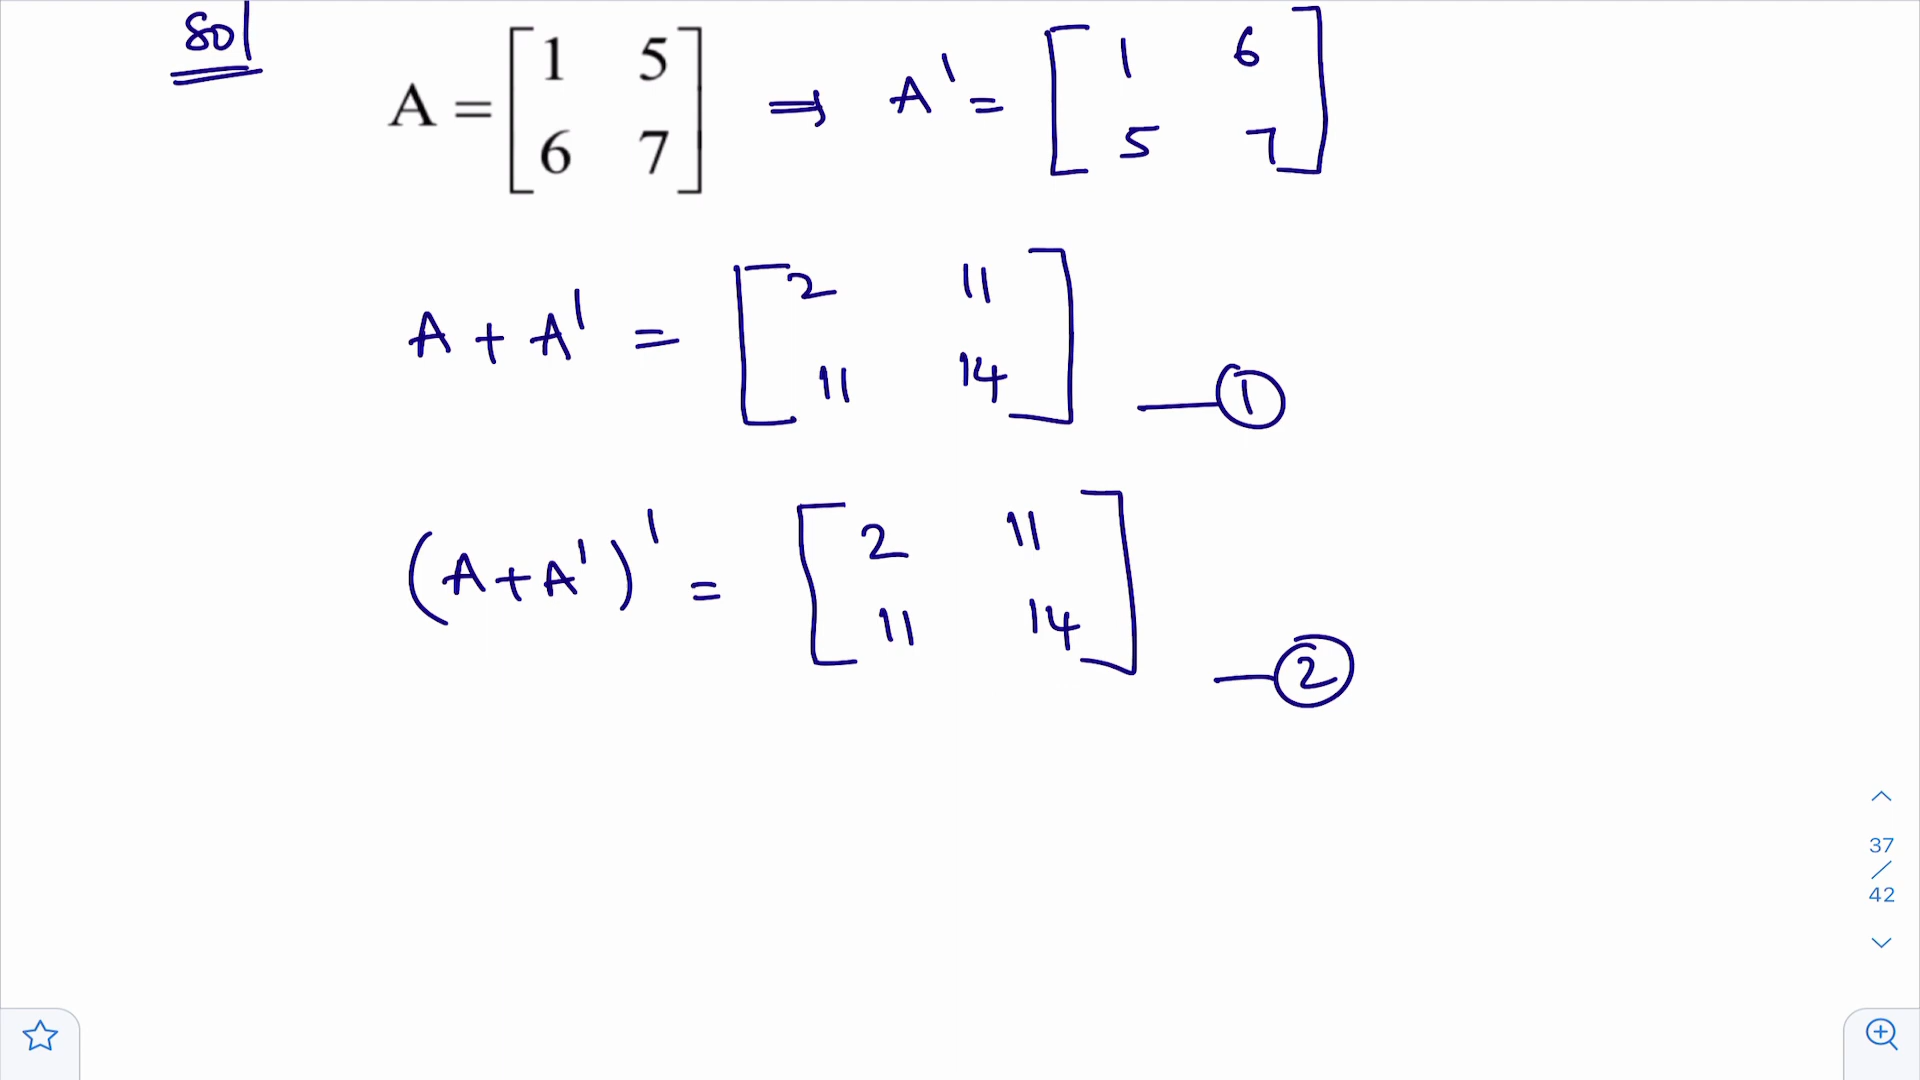 Sol
A = [1 5
6 7] ⇒ A' = [1 6
5 7]
A + A' = [2 11
11 14] —①
(A+A')' = [2 11
11 14] —②
37
/
42